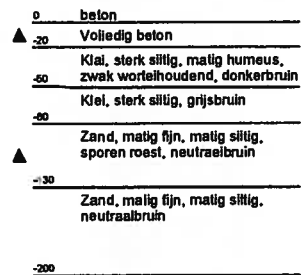 0 beton
-20 Volledig beton
Klei, sterk siltig, matig humeus,
zwak wortelhoudend, donkerbruin
-50
Klei, sterk siltig, grijsbruin
-80
Zand, matig fijn, matig siltig,
sporen roest, neutraalbruin
-130
Zand, matig fijn, matig siltig,
neutraalbruin
-200